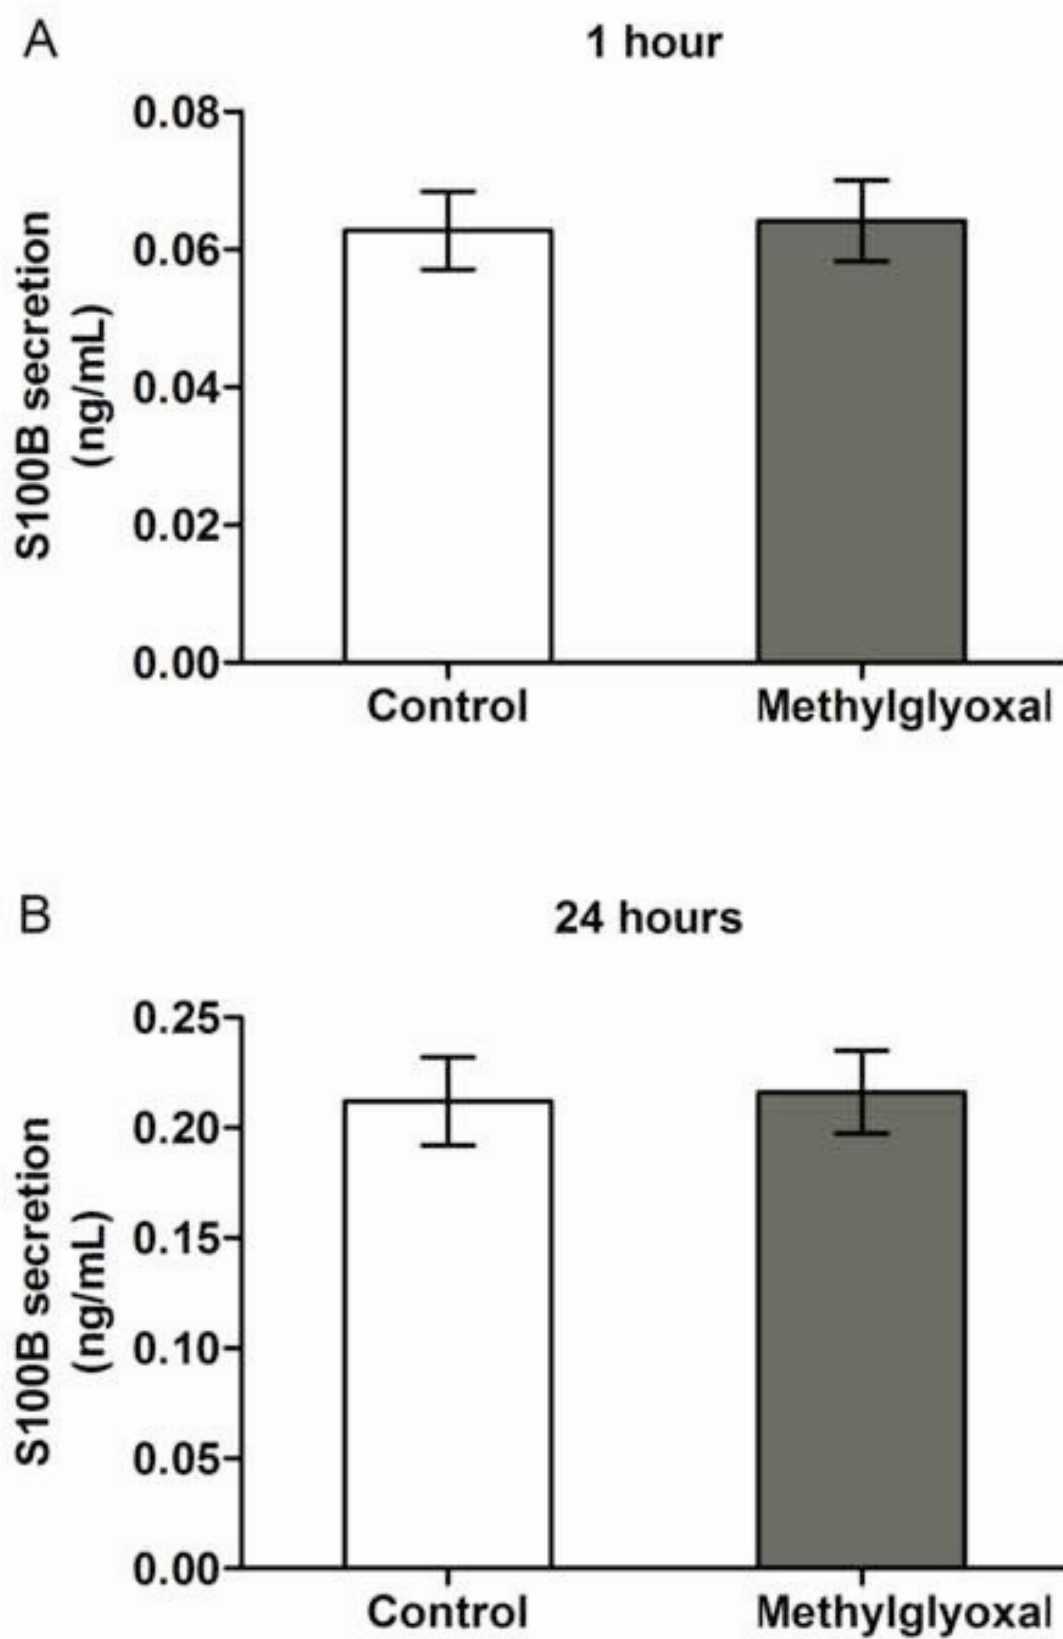 A
1 hour
S100B secretion
(ng/mL)
0.08
0.06
0.04
0.02
0.00
Control
Methylglyoxal
B
24 hours
S100B secretion
(ng/mL)
0.25
0.20
0.15
0.10
0.05
0.00
Control
Methylglyoxal